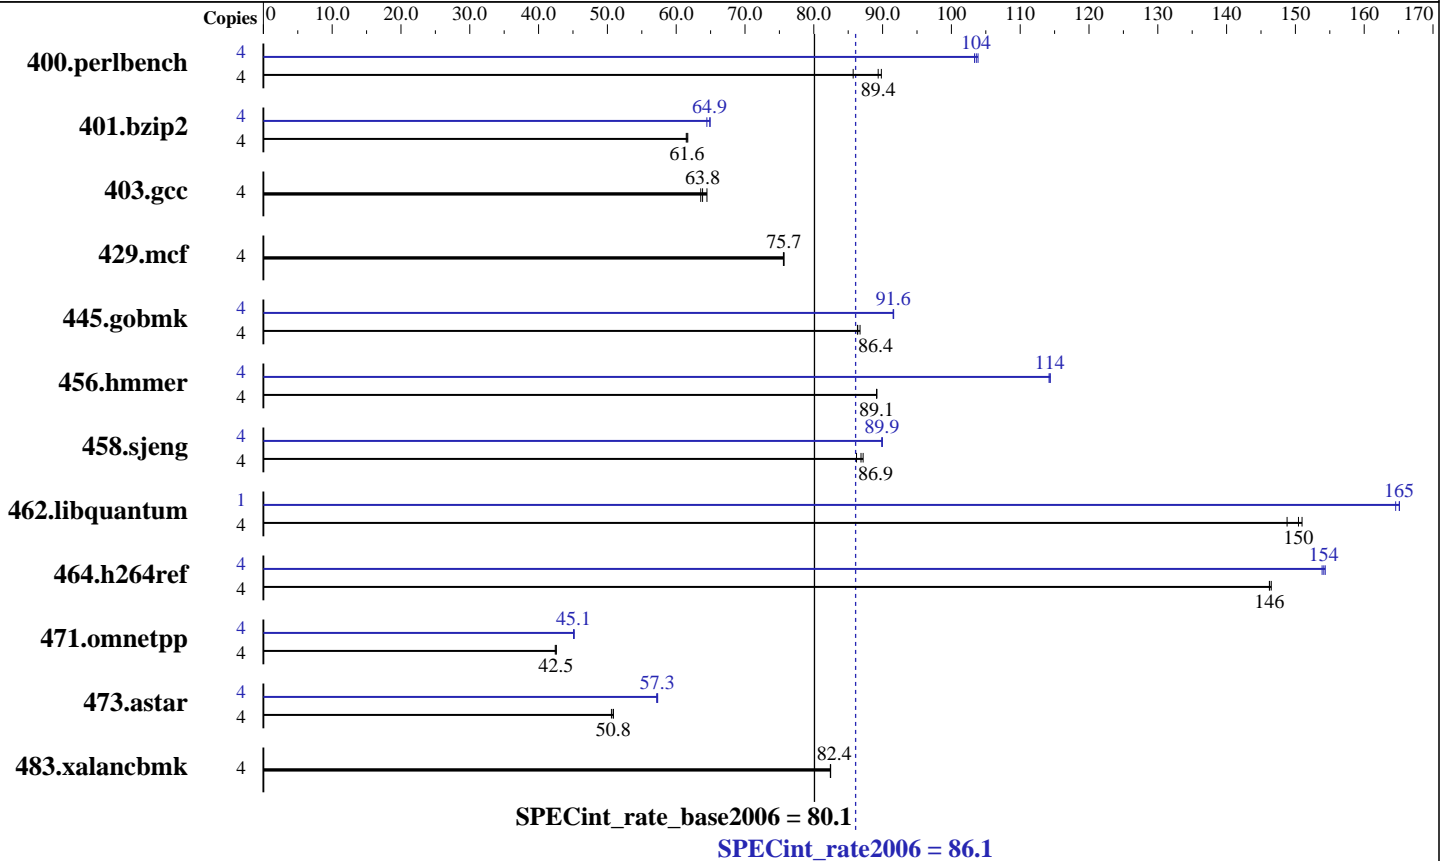 Copies 0 10.0 20.0 30.0 40.0 50.0 60.0 70.0 80.0 90.0 100 110 120 130 140 150 160 170
400.perlbench
4 104
4 89.4
401.bzip2
4 64.9
4 61.6
403.gcc
4 63.8
429.mcf
4 75.7
445.gobmk
4 91.6
4 86.4
456.hmmer
4 114
4 89.1
458.sjeng
4 89.9
4 86.9
462.libquantum
1 165
4 150
464.h264ref
4 154
4 146
471.omnetpp
4 45.1
4 42.5
473.astar
4 57.3
4 50.8
483.xalancbmk
4 82.4
SPECint_rate_base2006 = 80.1
SPECint_rate2006 = 86.1